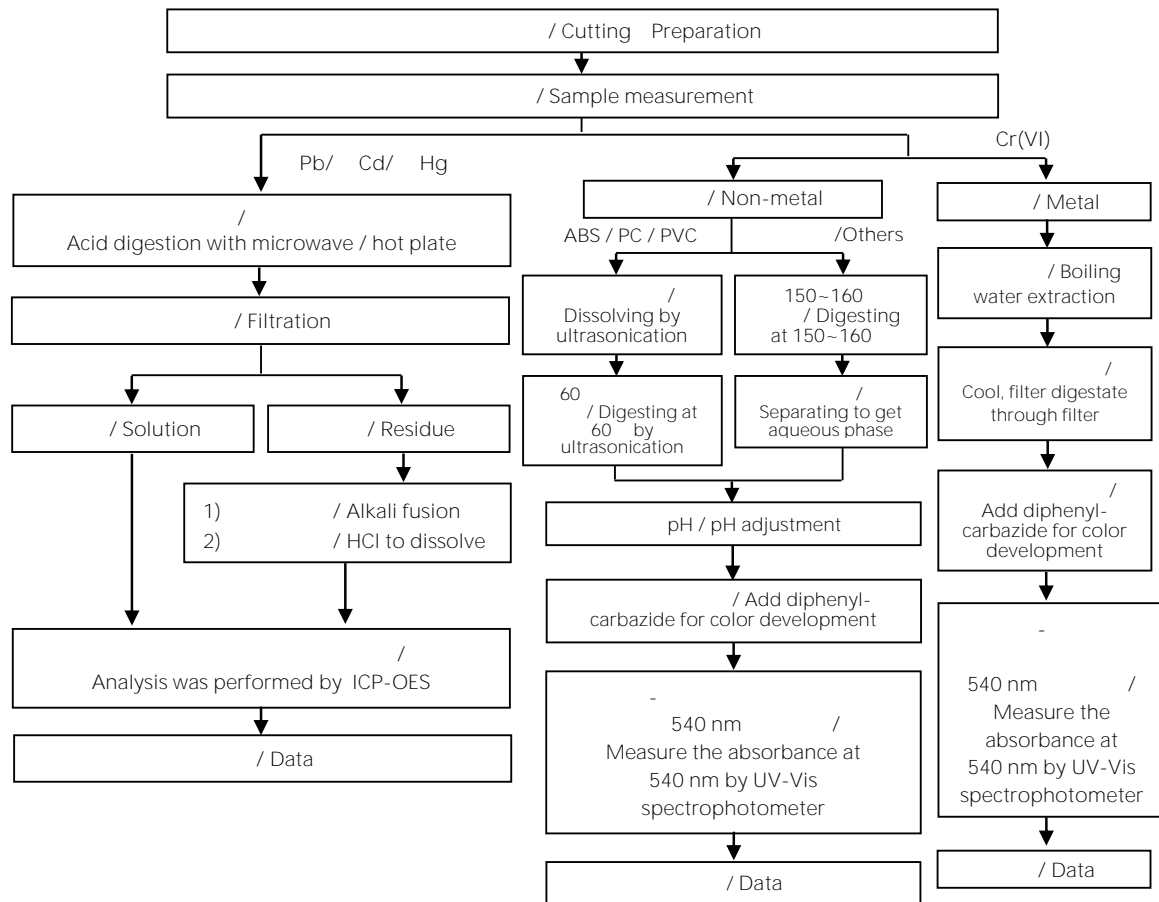 / Cutting Preparation
/ Sample measurement
Cr(VI)
Pb/ Cd/ Hg
/
Acid digestion with microwave / hot plate
/ Filtration
/ Solution
/ Residue
1) / Alkali fusion
2) / HCl to dissolve
/
Analysis was performed by ICP-OES
/ Data
/ Non-metal
ABS / PC / PVC
/Others
/
Dissolving by
ultrasonication
150~160
/ Digesting
at 150~160
60
/ Digesting at
60 by
ultrasonication
/
Separating to get
aqueous phase
pH / pH adjustment
/ Add diphenyl-
carbazide for color development
-
540 nm /
Measure the absorbance at
540 nm by UV-Vis
spectrophotometer
/ Data
/ Metal
/ Boiling
water extraction
/
Cool, filter digestate
through filter
/
Add diphenyl-
carbazide for color
development
-
540 nm /
Measure the
absorbance at
540 nm by UV-Vis
spectrophotometer
/ Data